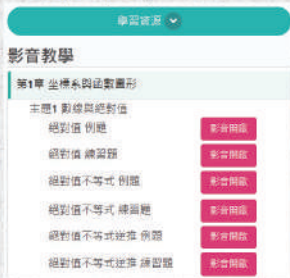 學習資源
影音教學
第1章 坐標系與函數圖形
主題1 數線與絕對值
絕對值 例題
影音開啟
絕對值 練習題
影音開啟
絕對值不等式 例題
影音開啟
絕對值不等式 練習題
影音開啟
絕對值不等式逆推 例題
影音開啟
絕對值不等式逆推 練習題
影音開啟